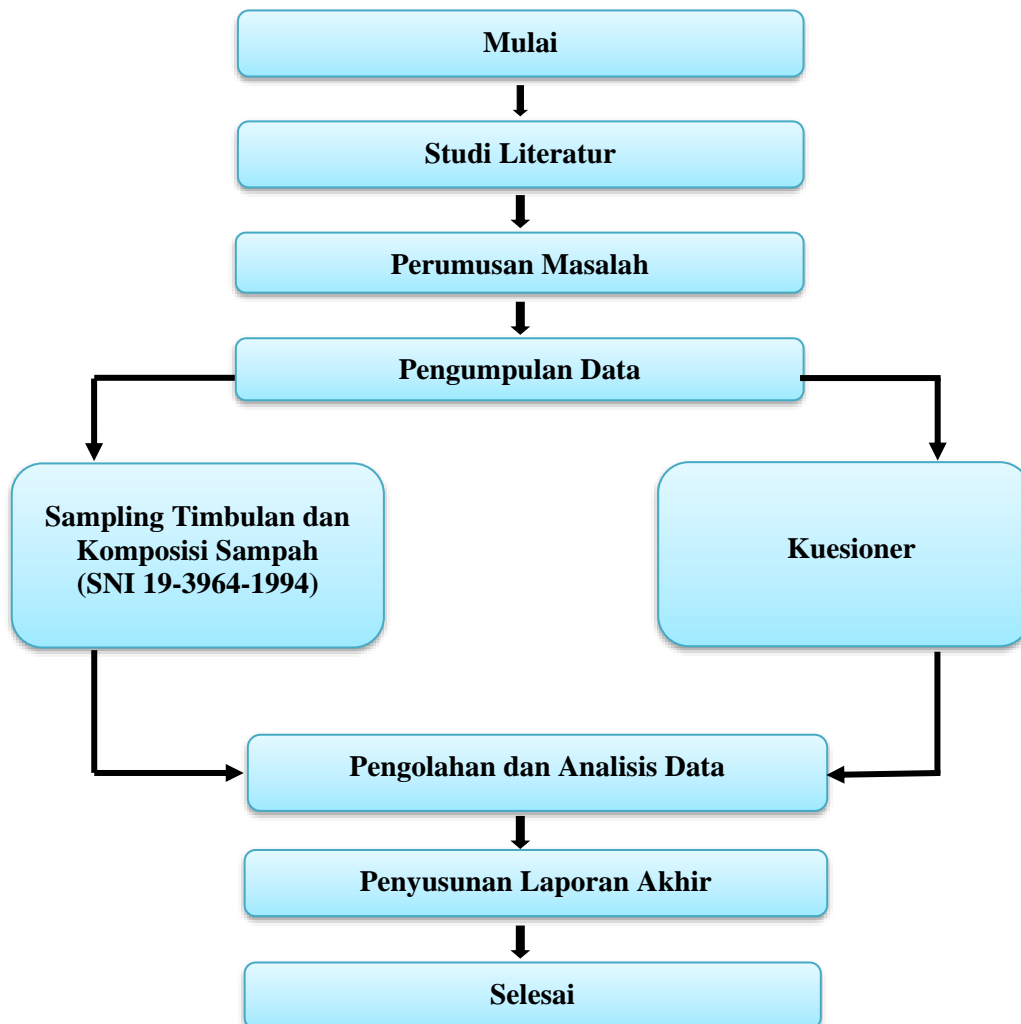 Mulai
Studi Literatur
Perumusan Masalah
Pengumpulan Data
Sampling Timbulan dan
Komposisi Sampah
(SNI 19-3964-1994)
Kuesioner
Pengolahan dan Analisis Data
Penyusunan Laporan Akhir
Selesai